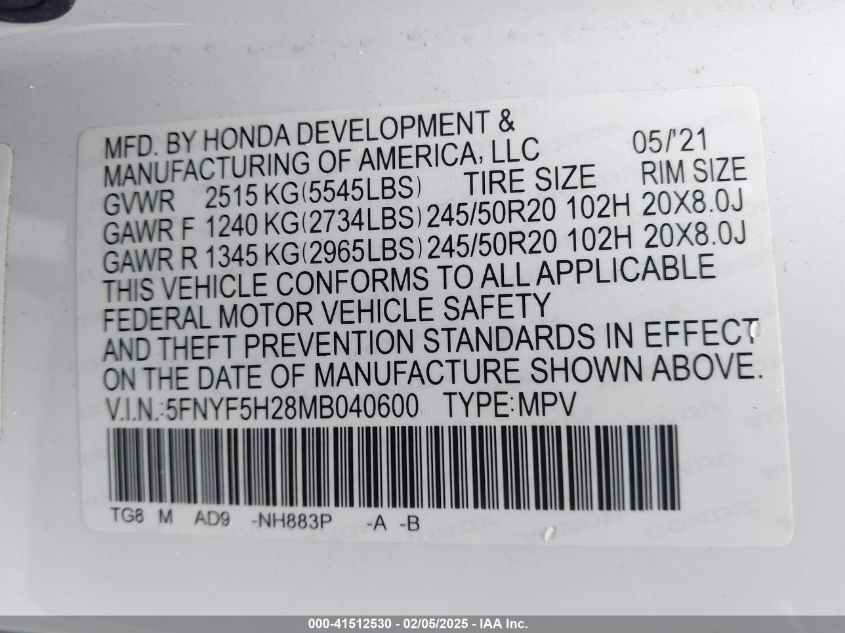 MFD. BY HONDA DEVELOPMENT &
MANUFACTURING OF AMERICA, LLC 05/'21
GVWR 2515 KG(5545LBS) TIRE SIZE RIM SIZE
GAWR F 1240 KG(2734LBS) 245/50R20 102H 20X8.0J
GAWR R 1345 KG(2965LBS) 245/50R20 102H 20X8.0J
THIS VEHICLE CONFORMS TO ALL APPLICABLE
FEDERAL MOTOR VEHICLE SAFETY
AND THEFT PREVENTION STANDARDS IN EFFECT
ON THE DATE OF MANUFACTURE SHOWN ABOVE.
V.I.N.:5FNYF5H28MB040600 TYPE:MPV
TG8 M AD9 -NH883P -A -B
000-41512530 - 02/05/2025 - IAA Inc.